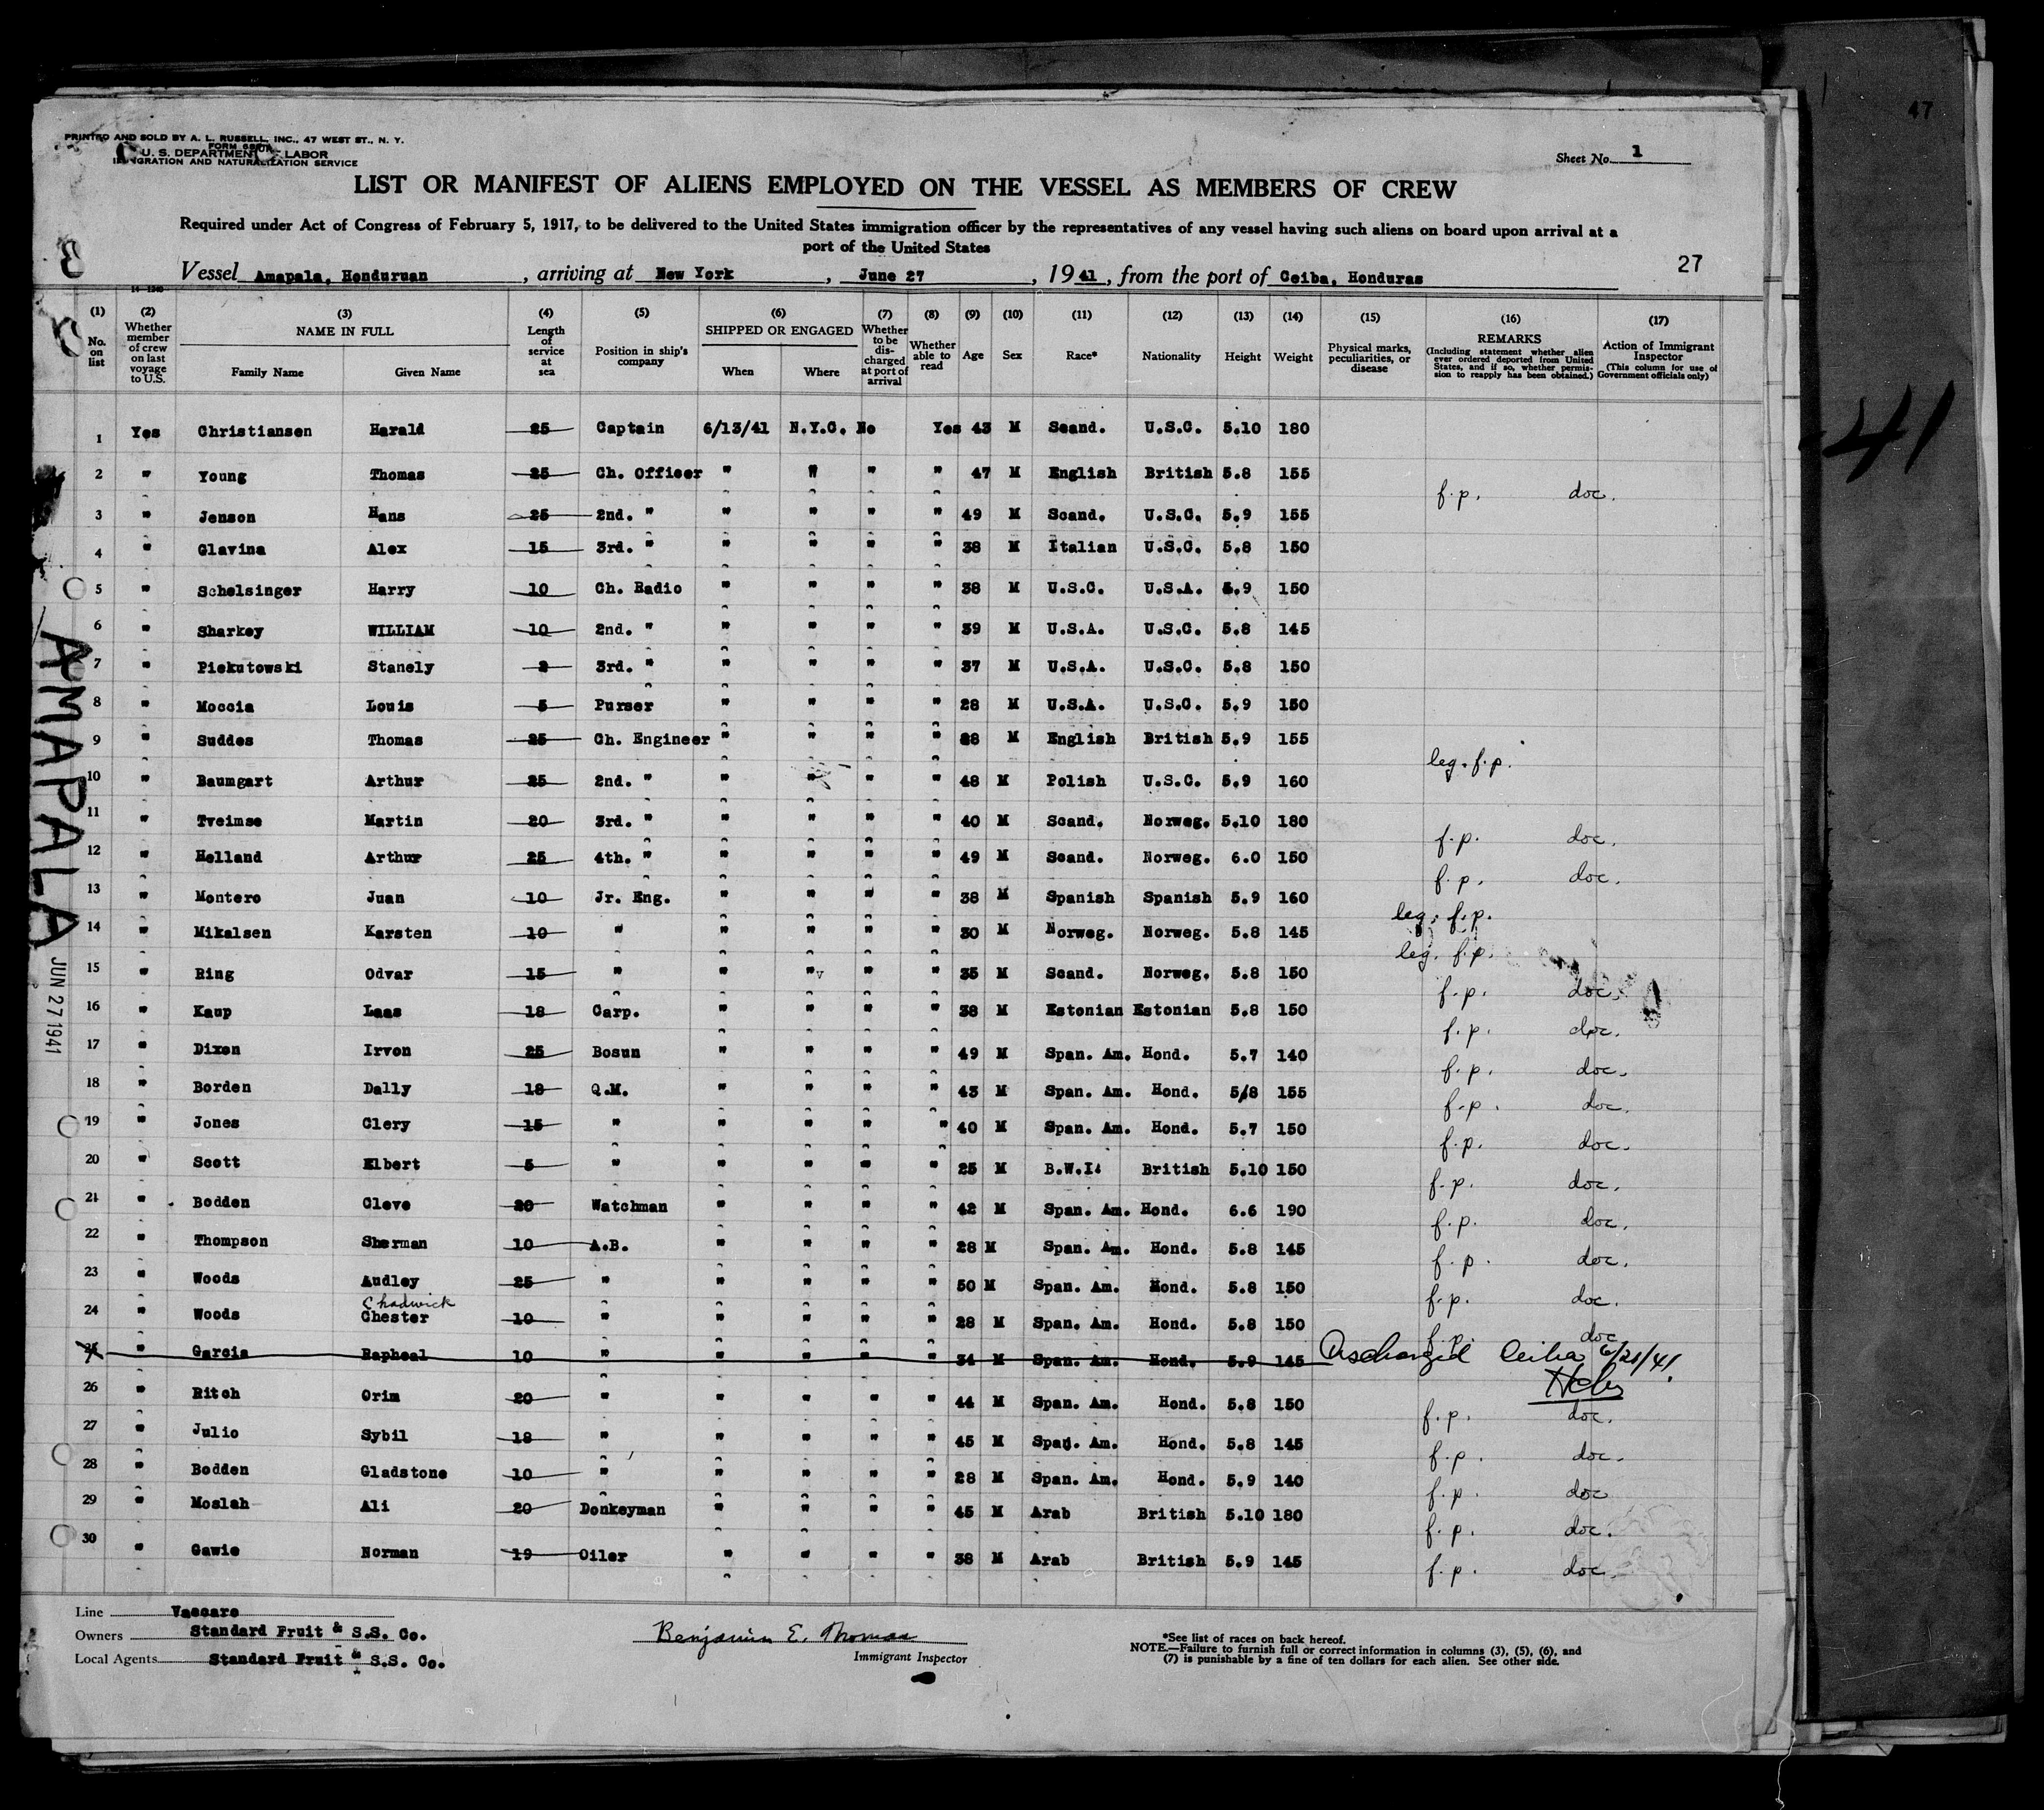 47
PRINTED AND SOLD BY A. L. RUSSELL, INC., 47 WEST ST., N. Y.
U. S. DEPARTMENT OF LABOR
IMMIGRATION AND NATURALIZATION SERVICE
Sheet No. 1
LIST OR MANIFEST OF ALIENS EMPLOYED ON THE VESSEL AS MEMBERS OF CREW
Required under Act of Congress of February 5, 1917, to be delivered to the United States immigration officer by the representatives of any vessel having such aliens on board upon arrival at a
port of the United States
27
Vessel Amapala, Honduruan, arriving at New York, June 27, 1941, from the port of Ceiba, Honduras
(1) No. on list
(2) Whether member of crew on last voyage to U.S.
(3) NAME IN FULL Family Name Given Name
(4) Length of service at sea
(5) Position in ship's company
(6) SHIPPED OR ENGAGED When Where
(7) Whether to be discharged at port of arrival
(8) Whether able to read
(9) Age
(10) Sex
(11) Race*
(12) Nationality
(13) Height
(14) Weight
(15) Physical marks, peculiarities, or disease
(16) REMARKS (Including statement whether alien ever ordered deported from United States, and if so, whether permission to reapply has been obtained.)
(17) Action of Immigrant Inspector (This column for use of Government officials only)
1 Yes Christiansen Harald 25 Captain 6/13/41 N.Y.C. No Yes 43 M Scand. U.S.C. 5.10 180
2 " Young Thomas 25 Ch. Officer " " " " 47 M English British 5.8 155 f.p. doc.
3 " Jenson Hans 25 2nd. " " " " " 49 M Scand. U.S.C. 5.9 155
4 " Glavina Alex 15 3rd. " " " " " 38 M Italian U.S.C. 5.8 150
5 " Schelsinger Harry 10 Ch. Radio " " " " 38 M U.S.C. U.S.A. 5.9 150
6 " Sharkey WILLIAM 10 2nd. " " " " " 39 M U.S.A. U.S.C. 5.8 145
7 " Piekutowski Stanely 2 3rd. " " " " " 37 M U.S.A. U.S.C. 5.8 150
8 " Moccia Louis 5 Purser " " " " 28 M U.S.A. U.S.C. 5.9 150
9 " Suddes Thomas 25 Ch. Engineer " " " " M English British 5.9 155 leg. f.p.
10 " Baumgart Arthur 25 2nd. " " " " " 48 M Polish U.S.C. 5.9 160
11 " Tveimse Martin 20 3rd. " " " " " 40 M Scand. Norweg. 5.10 180 f.p. doc.
12 " Helland Arthur 25 4th. " " " " " 49 M Scand. Norweg. 6.0 150 f.p. doc.
13 " Montero Juan 10 Jr. Eng. " " " " 38 M Spanish Spanish 5.9 160 leg. f.p.
14 " Mikalsen Karsten 10 " " " " " 30 M Norweg. Norweg. 5.8 145 leg. f.p.
15 " Ring Odvar 15 " " " " " 35 M Scand. Norweg. 5.8 150 f.p. doc.
16 " Kaup Laas 18 Carp. " " " " 38 M Estonian Estonian 5.8 150 f.p. doc.
17 " Dixon Irvon 25 Bosun " " " " 49 M Span. Am. Hond. 5.7 140 f.p. doc.
18 " Borden Dally 18 Q.M. " " " " 43 M Span. Am. Hond. 5/8 155 f.p. doc.
19 " Jones Clery 15 " " " " " 40 M Span. Am. Hond. 5.7 150 f.p. doc.
20 " Scott Elbert 5 " " " " " 25 M B.W.I. British 5.10 150 f.p. doc.
21 " Bodden Cleve 20 Watchman " " " " 42 M Span. Am. Hond. 6.6 190 f.p. doc.
22 " Thompson Sherman 10 A.B. " " " " 28 M Span. Am. Hond. 5.8 145 f.p. doc.
23 " Woods Audley 25 " " " " " 50 M Span. Am. Hond. 5.8 150 f.p. doc.
Chadwick
24 " Woods Chester 10 " " " " " 28 M Span. Am. Hond. 5.8 150 f.p. doc.
25 " Garcia Rapheal 10 " " " " " 34 M Span. Am. Hond. 5.9 145 Discharged Ceiba 6/21/41
26 " Ritch Orim 20 " " " " " 44 M Span. Am. Hond. 5.8 150 f.p. doc.
27 " Julio Sybil 18 " " " " " 45 M Span. Am. Hond. 5.8 145 f.p. doc.
28 " Bodden Gladstone 10 " " " " " 28 M Span. Am. Hond. 5.9 140 f.p. doc
29 " Moslah Ali 20 Donkeyman " " " " 45 M Arab British 5.10 180 f.p. doc.
30 " Gawie Norman 19 Oiler " " " " 38 M Arab British 5.9 145 f.p. doc.
AMAPALA
JUN 27 1941
41
Line Vaccaro
Owners Standard Fruit & S.S. Co.
Local Agents Standard Fruit & S.S. Co.
Benjamin E. Thomas
Immigrant Inspector
*See list of races on back hereof.
NOTE.—Failure to furnish full or correct information in columns (3), (5), (6), and
(7) is punishable by a fine of ten dollars for each alien. See other side.